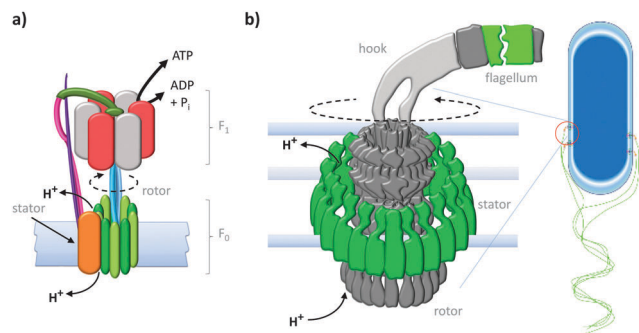 a)
ATP
ADP
+ Pi
F1
rotor
H+
stator
F0
H+
b)
hook
flagellum
H+
stator
rotor
H+